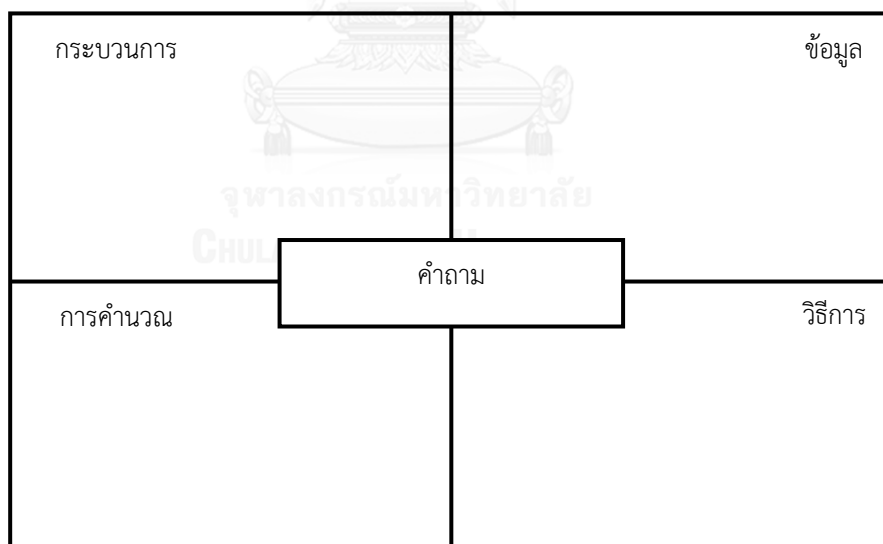 กระบวนการ
ข้อมูล
จุฬาลงกรณ์มหาวิทยาลัย
คำถาม
การคำนวณ
วิธีการ